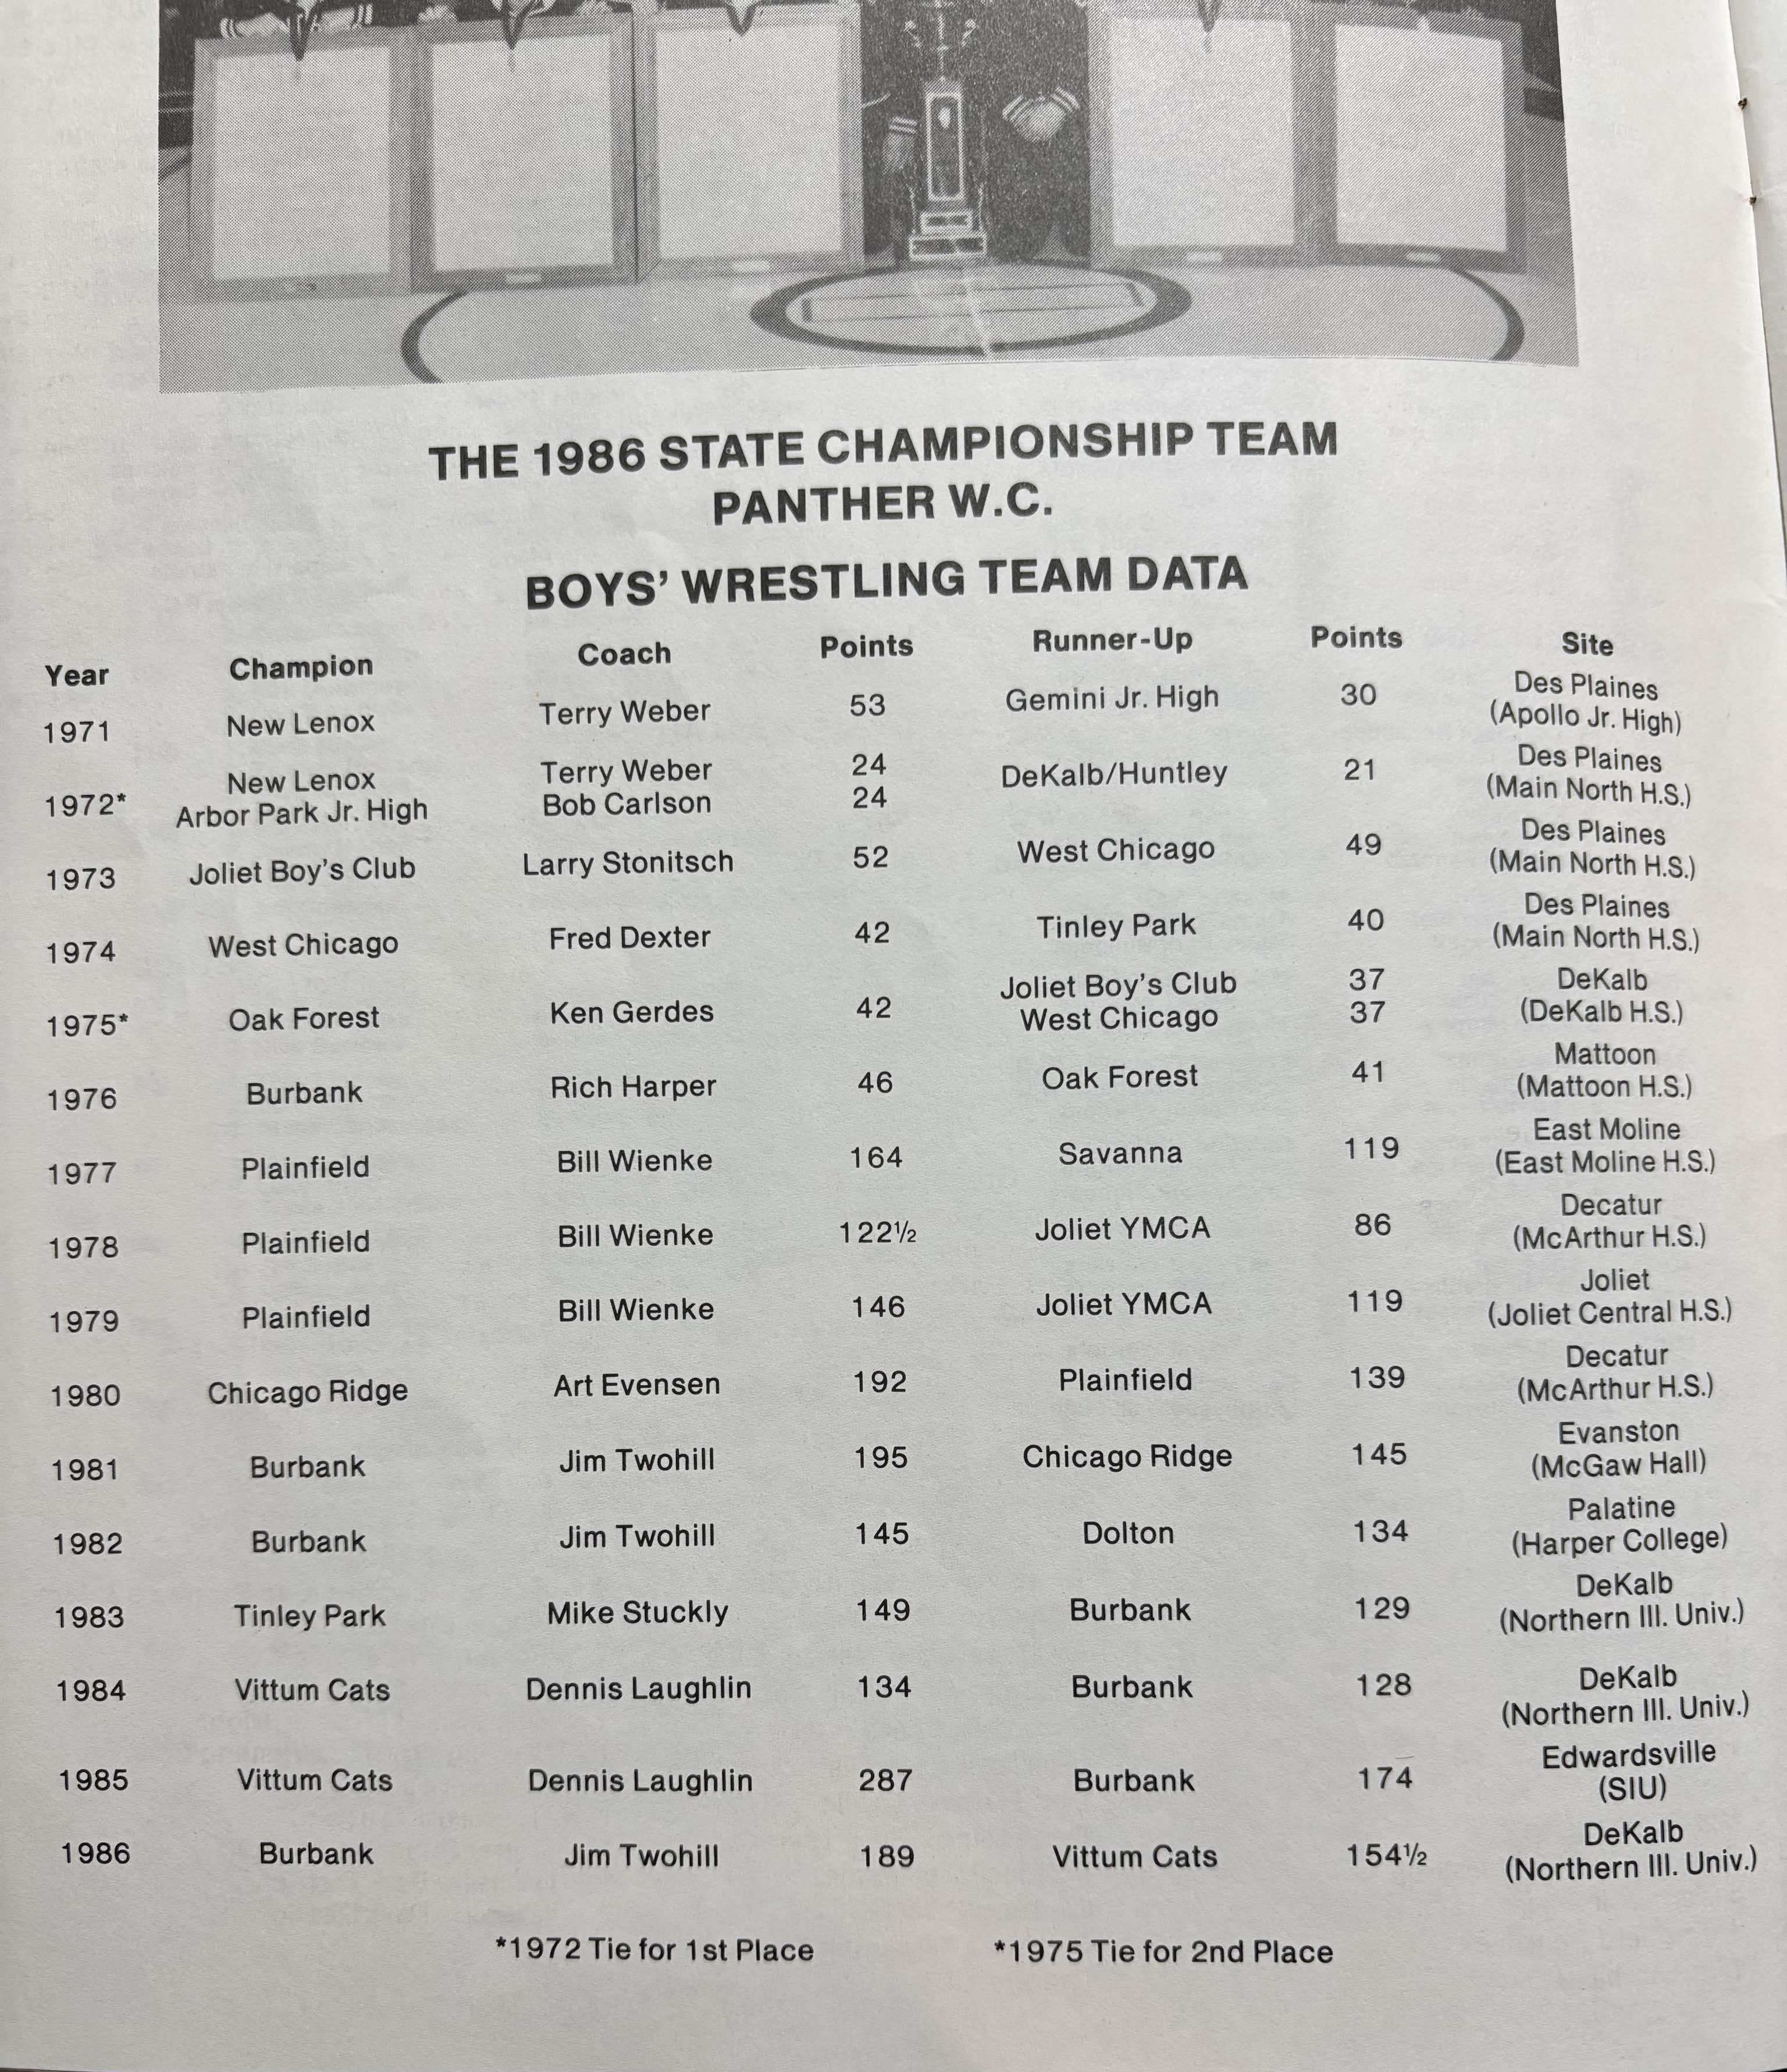 THE 1986 STATE CHAMPIONSHIP TEAM
PANTHER W.C.
BOYS' WRESTLING TEAM DATA
Year Champion Coach Points Runner-Up Points Site
1971 New Lenox Terry Weber 53 Gemini Jr. High 30 Des Plaines
(Apollo Jr. High)
New Lenox Terry Weber 24 DeKalb/Huntley 21 Des Plaines
1972* Arbor Park Jr. High Bob Carlson 24 (Main North H.S.)
1973 Joliet Boy's Club Larry Stonitsch 52 West Chicago 49 Des Plaines
(Main North H.S.)
1974 West Chicago Fred Dexter 42 Tinley Park 40 Des Plaines
(Main North H.S.)
1975* Oak Forest Ken Gerdes 42 Joliet Boy's Club 37 DeKalb
West Chicago 37 (DeKalb H.S.)
1976 Burbank Rich Harper 46 Oak Forest 41 Mattoon
(Mattoon H.S.)
1977 Plainfield Bill Wienke 164 Savanna 119 East Moline
(East Moline H.S.)
1978 Plainfield Bill Wienke 122½ Joliet YMCA 86 Decatur
(McArthur H.S.)
1979 Plainfield Bill Wienke 146 Joliet YMCA 119 Joliet
(Joliet Central H.S.)
1980 Chicago Ridge Art Evensen 192 Plainfield 139 Decatur
(McArthur H.S.)
1981 Burbank Jim Twohill 195 Chicago Ridge 145 Evanston
(McGaw Hall)
1982 Burbank Jim Twohill 145 Dolton 134 Palatine
(Harper College)
1983 Tinley Park Mike Stuckly 149 Burbank 129 DeKalb
(Northern Ill. Univ.)
1984 Vittum Cats Dennis Laughlin 134 Burbank 128 DeKalb
(Northern Ill. Univ.)
1985 Vittum Cats Dennis Laughlin 287 Burbank 174 Edwardsville
(SIU)
1986 Burbank Jim Twohill 189 Vittum Cats 154½ DeKalb
(Northern Ill. Univ.)
*1972 Tie for 1st Place *1975 Tie for 2nd Place